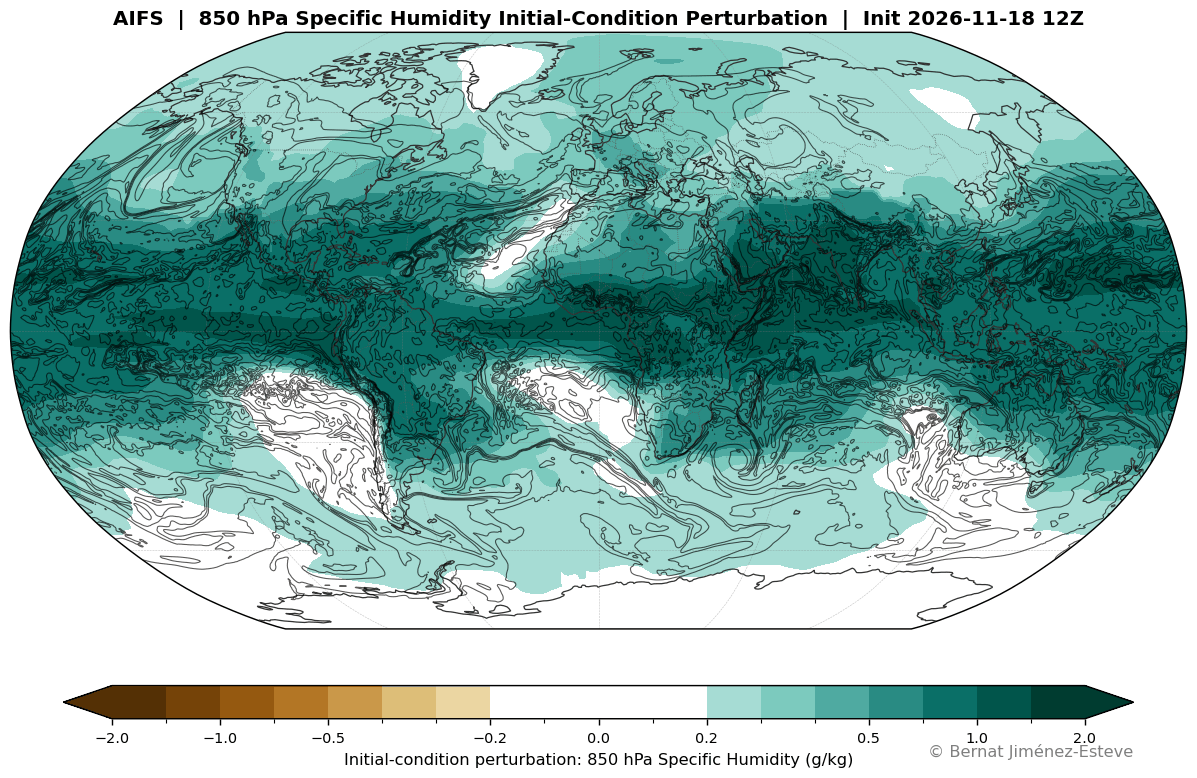 AIFS | 850 hPa Specific Humidity Initial-Condition Perturbation | Init 2026-11-18 12Z
−2.0 −1.0 −0.5 −0.2 0.0 0.2 0.5 1.0 2.0
Initial-condition perturbation: 850 hPa Specific Humidity (g/kg)
© Bernat Jiménez-Esteve